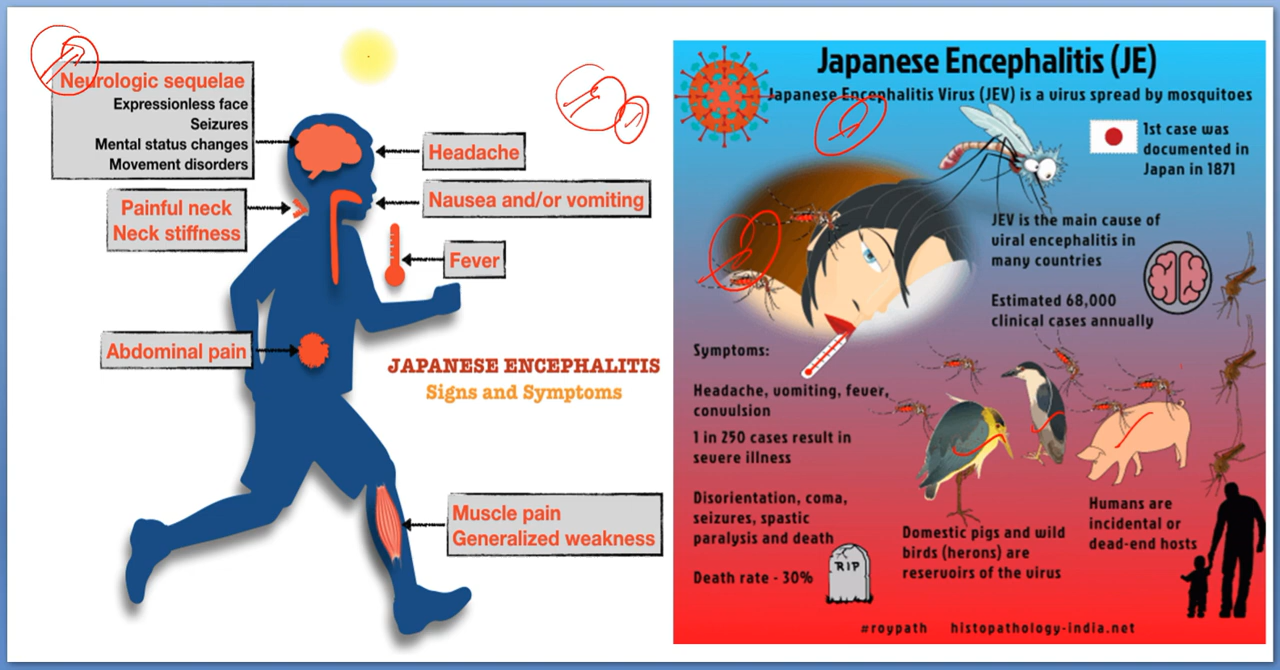 Neurologic sequelae
Expressionless face
Seizures
Mental status changes
Movement disorders
Headache
Painful neck
Neck stiffness
Nausea and/or vomiting
Fever
Abdominal pain
JAPANESE ENCEPHALITIS
Signs and Symptoms
Muscle pain
Generalized weakness
Japanese Encephalitis (JE)
Japanese Encephalitis Virus (JEV) is a virus spread by mosquitoes
1st case was
documented in
Japan in 1871
JEV is the main cause of
viral encephalitis in
many countries
Estimated 68,000
clinical cases annually
Symptoms:
Headache, vomiting, fever,
convulsion
1 in 250 cases result in
severe illness
Disorientation, coma,
seizures, spastic
paralysis and death
Death rate - 30%
RIP
Domestic pigs and wild
birds (herons) are
reservoirs of the virus
Humans are
incidental or
dead-end hosts
#roypath histopathology-india.net